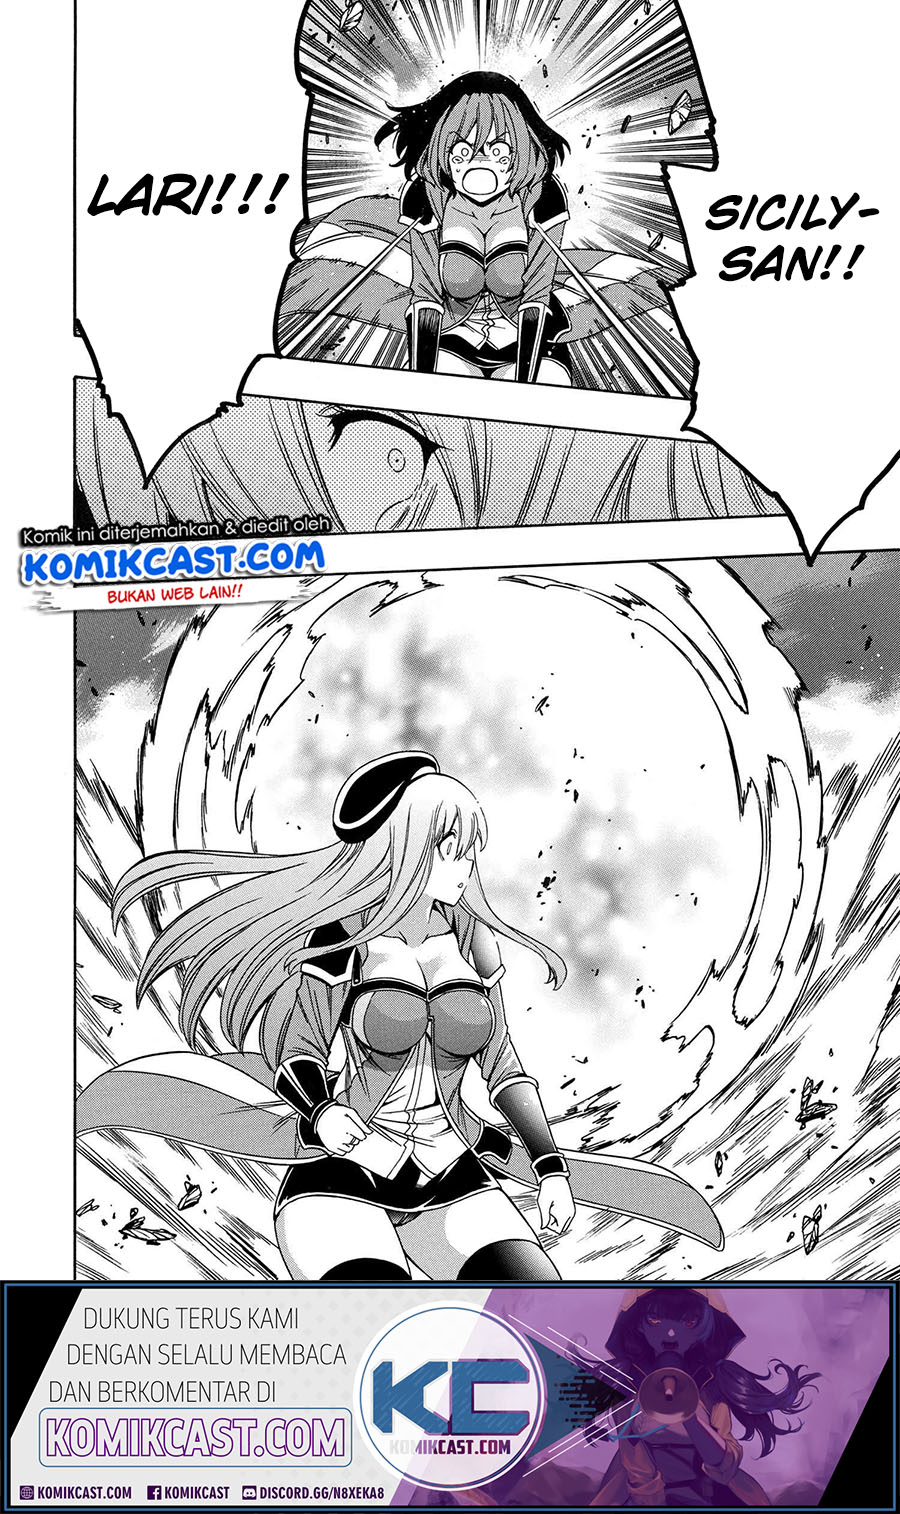 SICILY-
SAN!!
LARI!!!
Komik ini diterjemahkan & diedit oleh
KOMIKCAST.COM
BUKAN WEB LAIN!!
DUKUNG TERUS KAMI
DENGAN SELALU MEMBACA
DAN BERKOMENTAR DI
KOMIKCAST.COM
KOMIKCAST.COM KOMIKCAST DISCORD.GG/N8XEKA8
KC
KOMIKCAST.COM